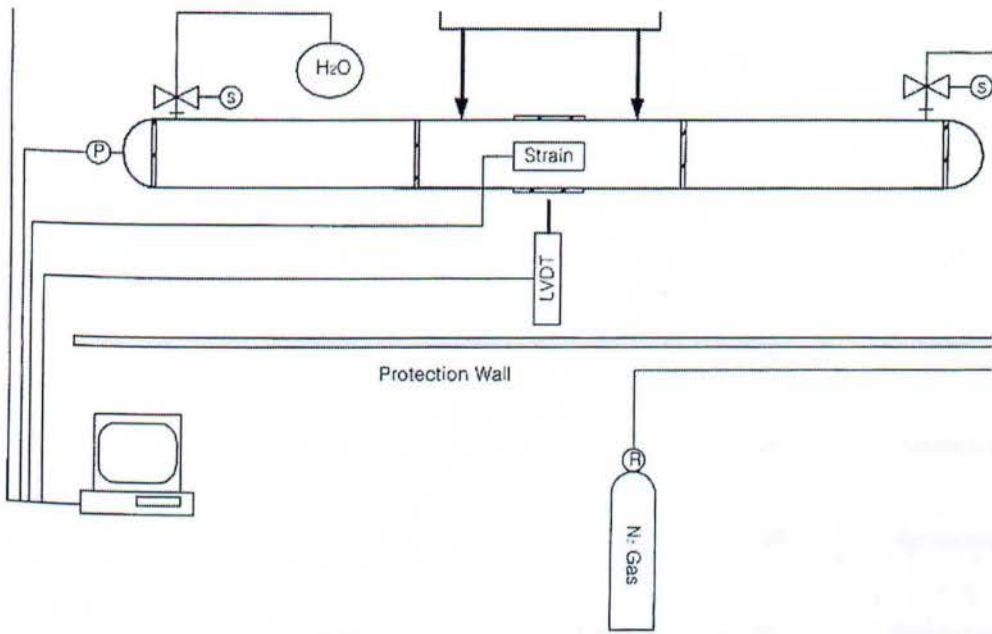 H₂O
S
S
P
Strain
LVDT
Protection Wall
R
N₂ Gas